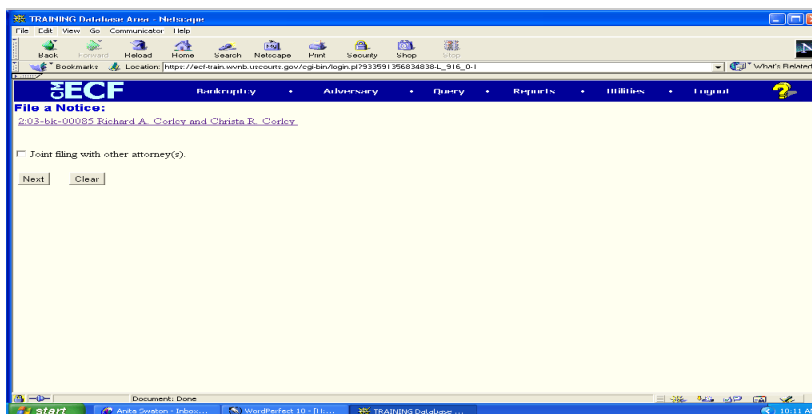 TRAINING Database Area - Netscape
File Edit View Go Communicator Help
Back Forward Reload Home Search Netscape Print Security Shop Stop
Bookmarks Location: https://ecf-train.wvnb.uscourts.gov/cgi-bin/login.pl?933591356834838-L_916_0-1 What's Related
CM ECF Bankruptcy • Adversary • Query • Reports • Utilities • Logout ?
File a Notice:
2:03-bk-00085 Richard A. Corley and Christa R. Corley
Joint filing with other attorney(s).
Next Clear
Document: Done
start Anita Swaton - Inbox... WordPerfect 10 - [H:... TRAINING Database ... 10:11 AM